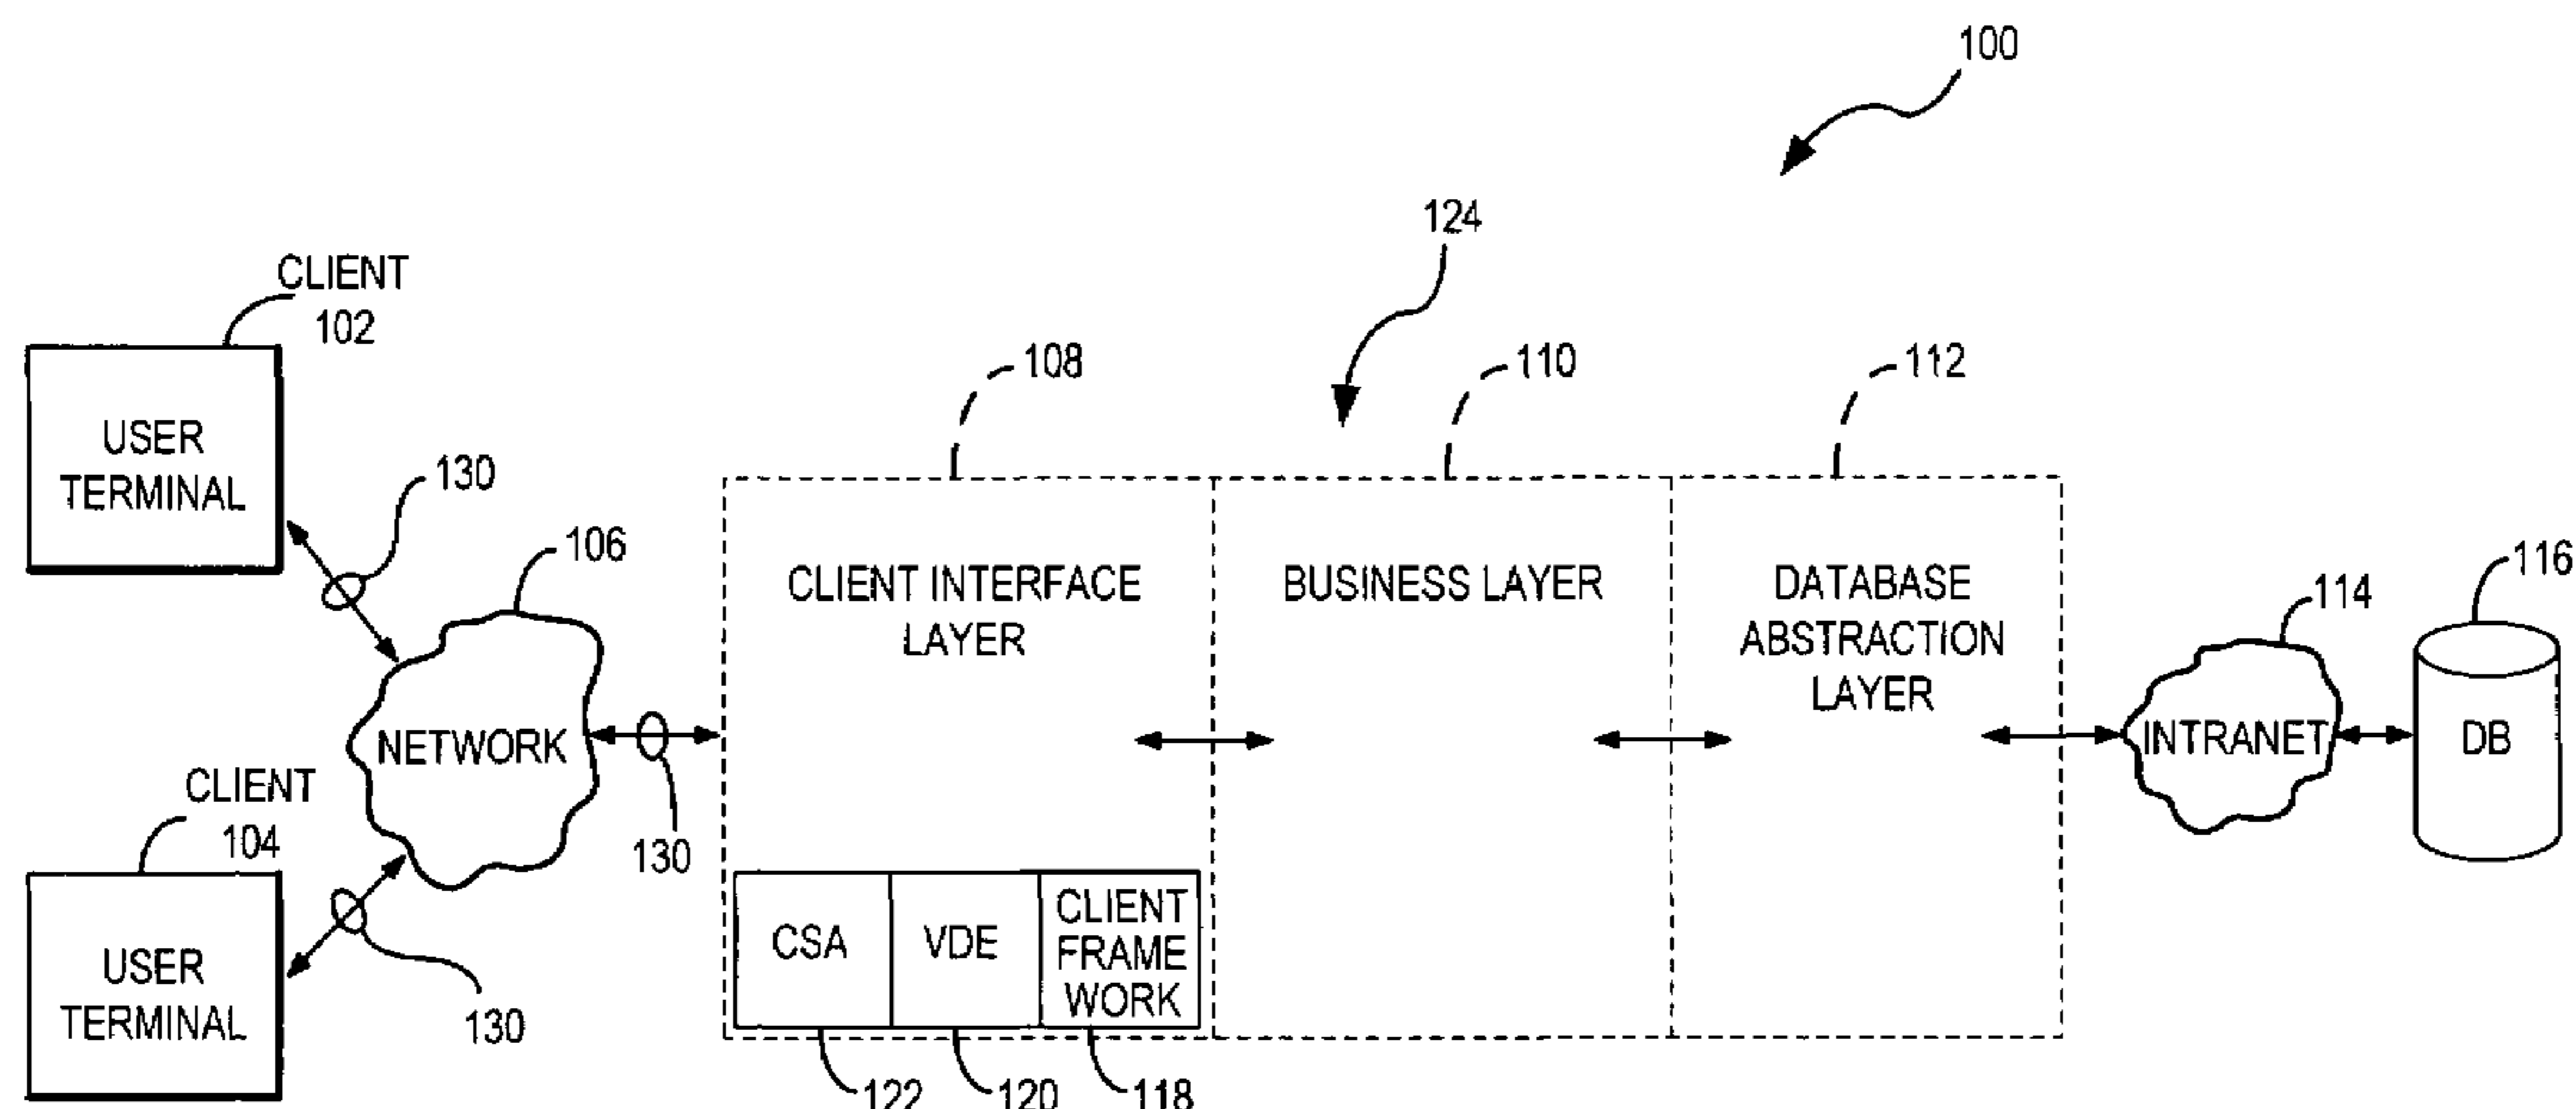 100
124
CLIENT
102
108
110
112
USER
TERMINAL
130
106
CLIENT INTERFACE
LAYER
BUSINESS LAYER
DATABASE
ABSTRACTION
LAYER
114
116
NETWORK
INTRANET
DB
CLIENT
104
130
USER
TERMINAL
130
CSA
VDE
CLIENT
FRAME
WORK
122
120
118